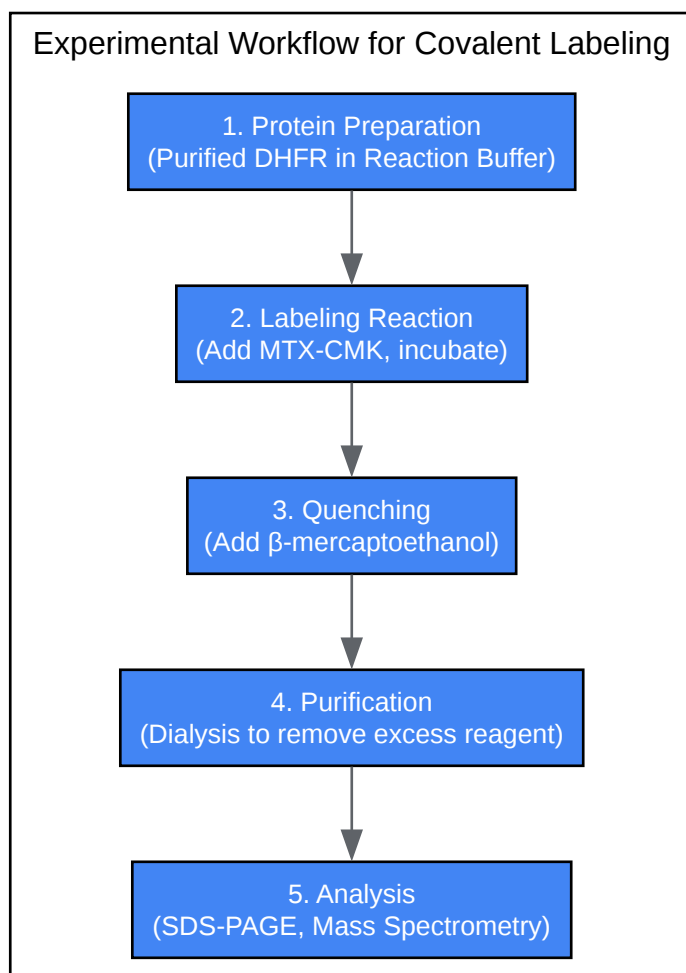 Experimental Workflow for Covalent Labeling
1. Protein Preparation
(Purified DHFR in Reaction Buffer)
2. Labeling Reaction
(Add MTX-CMK, incubate)
3. Quenching
(Add β-mercaptoethanol)
4. Purification
(Dialysis to remove excess reagent)
5. Analysis
(SDS-PAGE, Mass Spectrometry)